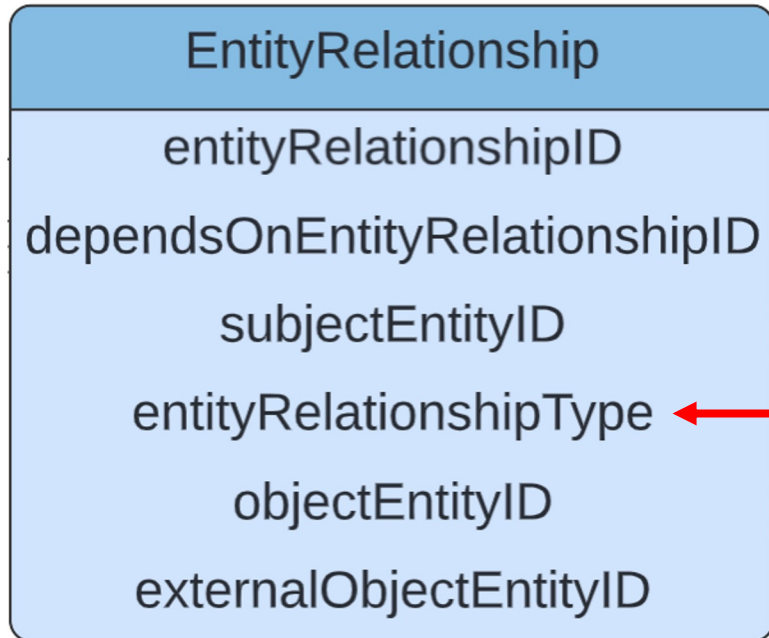 EntityRelationship
entityRelationshipID
dependsOnEntityRelationshipID
subjectEntityID
entityRelationshipType
objectEntityID
externalObjectEntityID